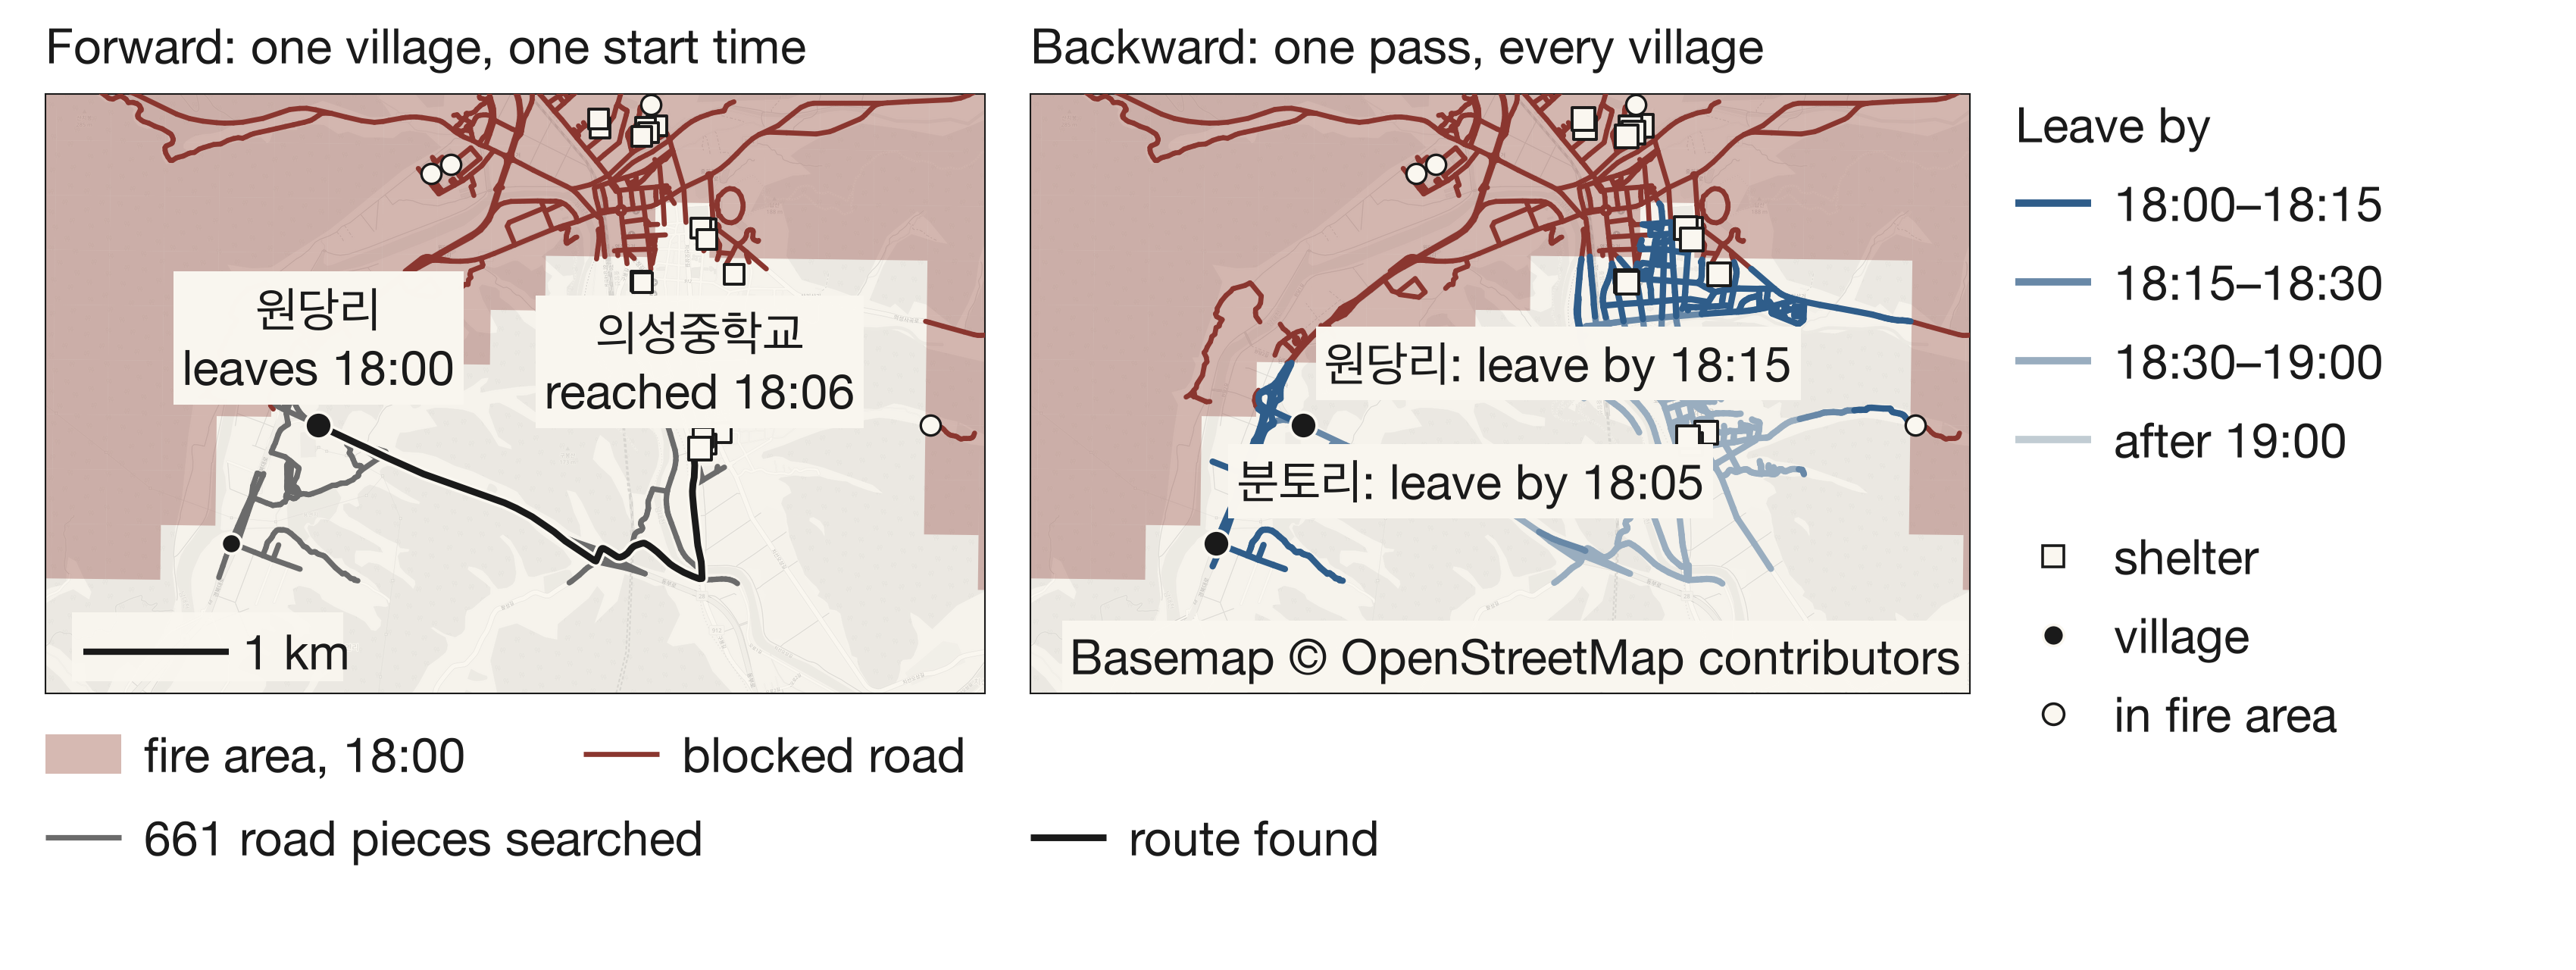 Forward: one village, one start time
Backward: one pass, every village
원당리
leaves 18:00
의성중학교
reached 18:06
1 km
원당리: leave by 18:15
분토리: leave by 18:05
Basemap © OpenStreetMap contributors
Leave by
18:00–18:15
18:15–18:30
18:30–19:00
after 19:00
shelter
village
in fire area
fire area, 18:00
blocked road
661 road pieces searched
route found